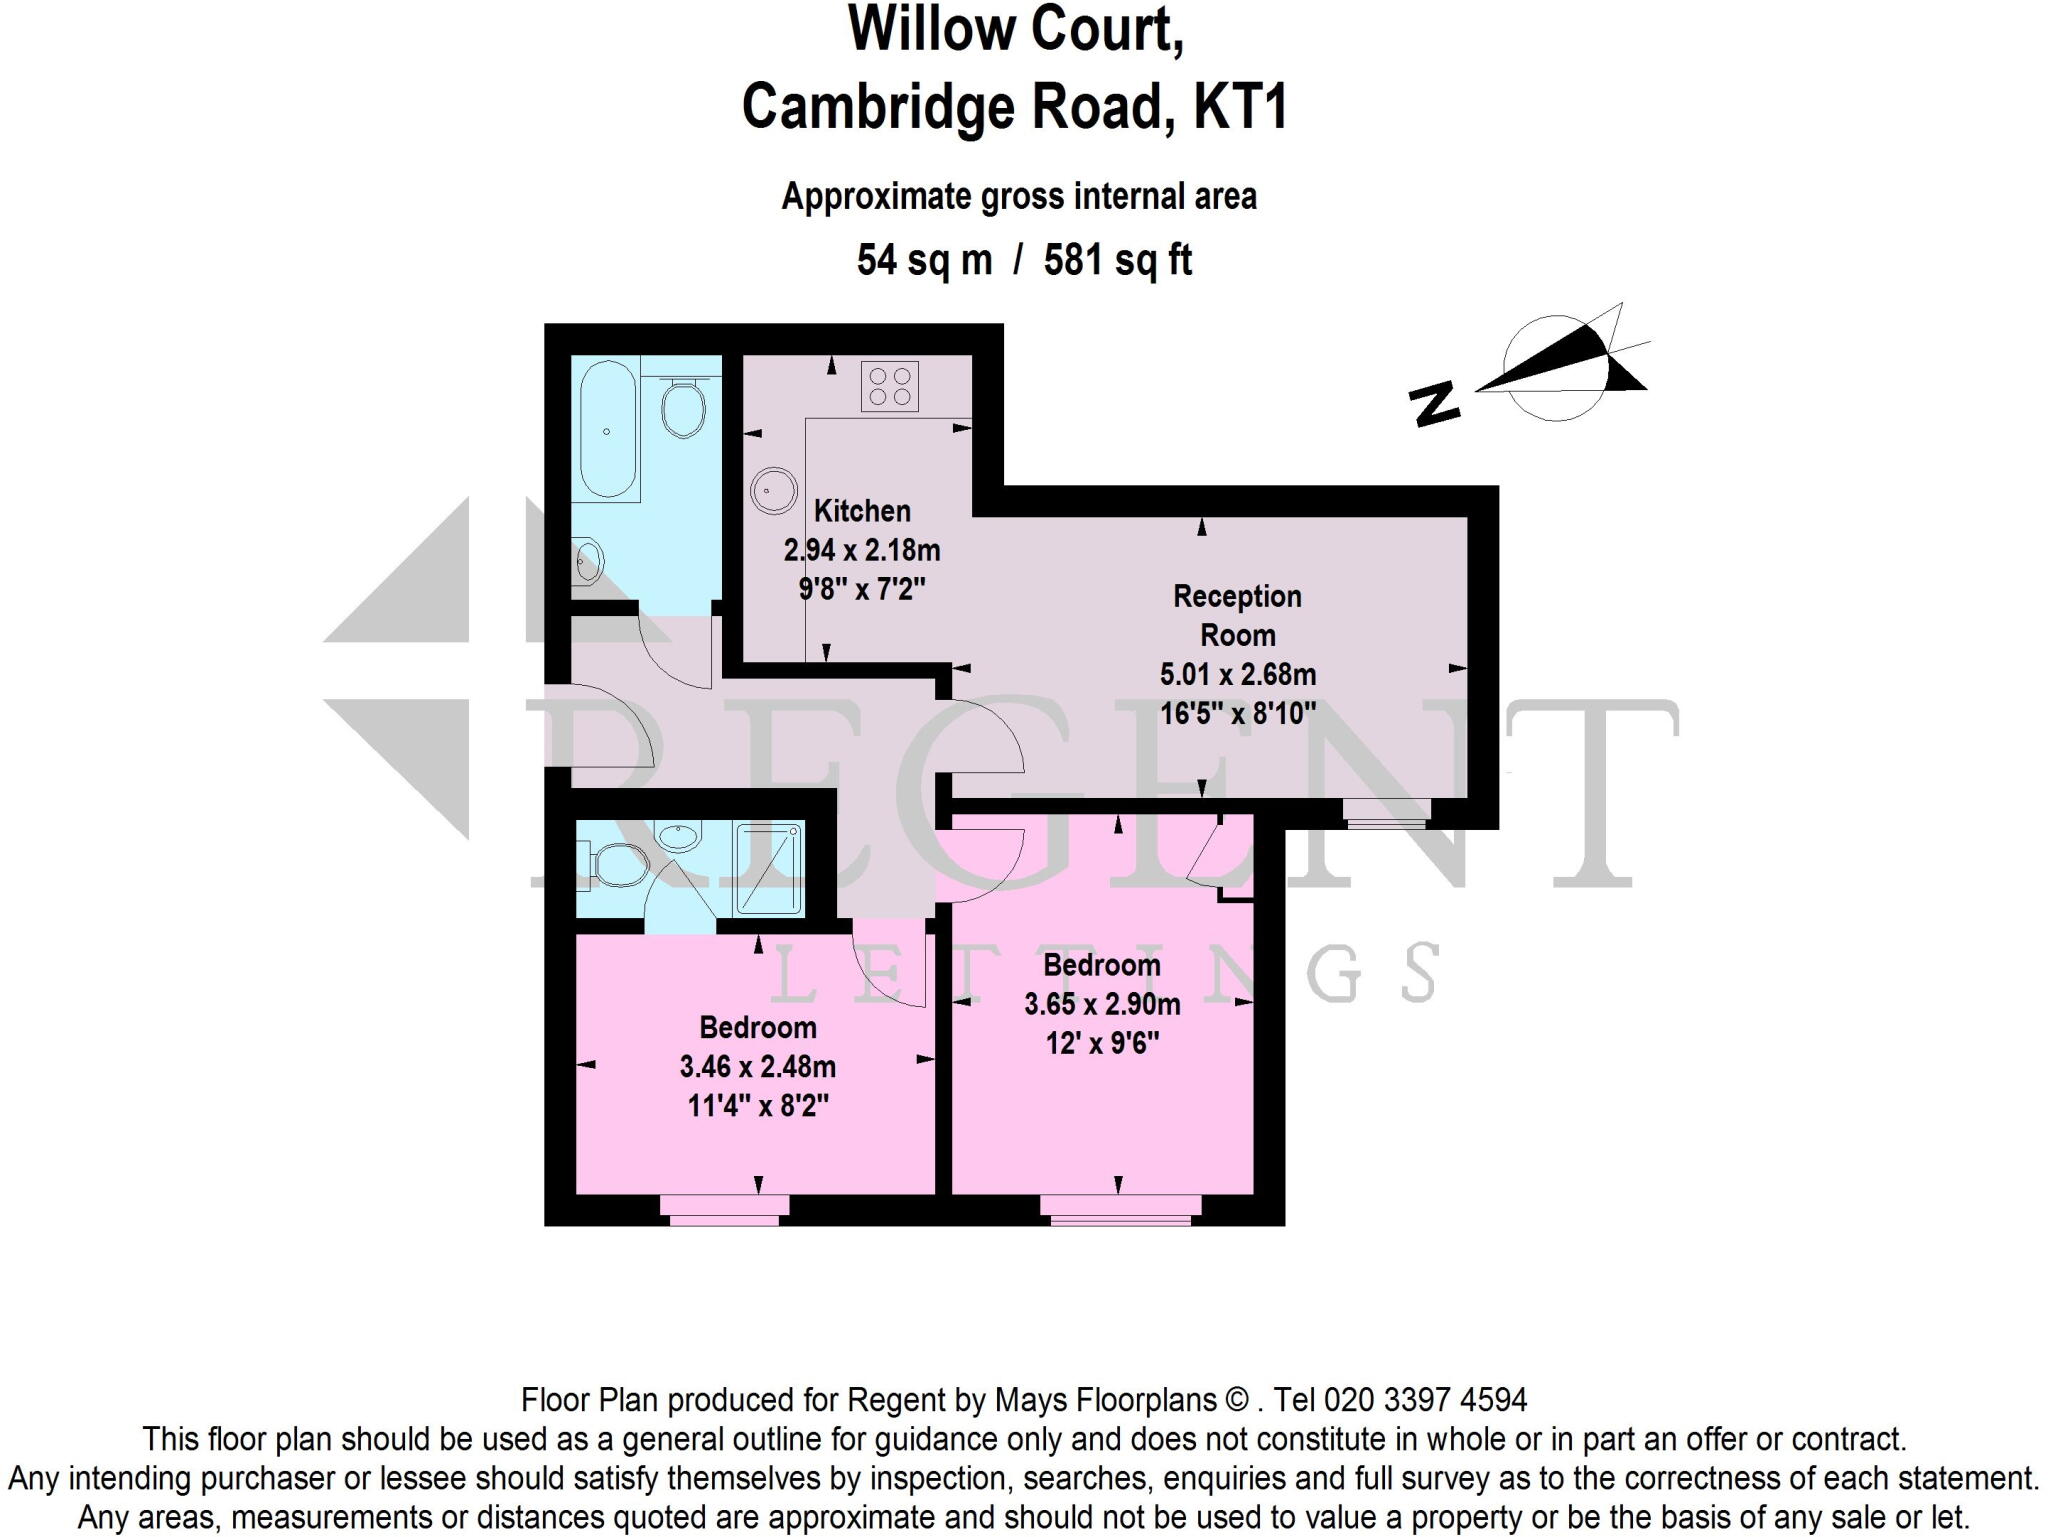 Willow Court,
Cambridge Road, KT1
Approximate gross internal area
54 sq m / 581 sq ft
N
Kitchen
2.94 x 2.18m
9'8" x 7'2"
Reception
Room
5.01 x 2.68m
16'5" x 8'10"
REGENT
LETTINGS
Bedroom
3.65 x 2.90m
12' x 9'6"
Bedroom
3.46 x 2.48m
11'4" x 8'2"
Floor Plan produced for Regent by Mays Floorplans © . Tel 020 3397 4594
This floor plan should be used as a general outline for guidance only and does not constitute in whole or in part an offer or contract.
Any intending purchaser or lessee should satisfy themselves by inspection, searches, enquiries and full survey as to the correctness of each statement.
Any areas, measurements or distances quoted are approximate and should not be used to value a property or be the basis of any sale or let.